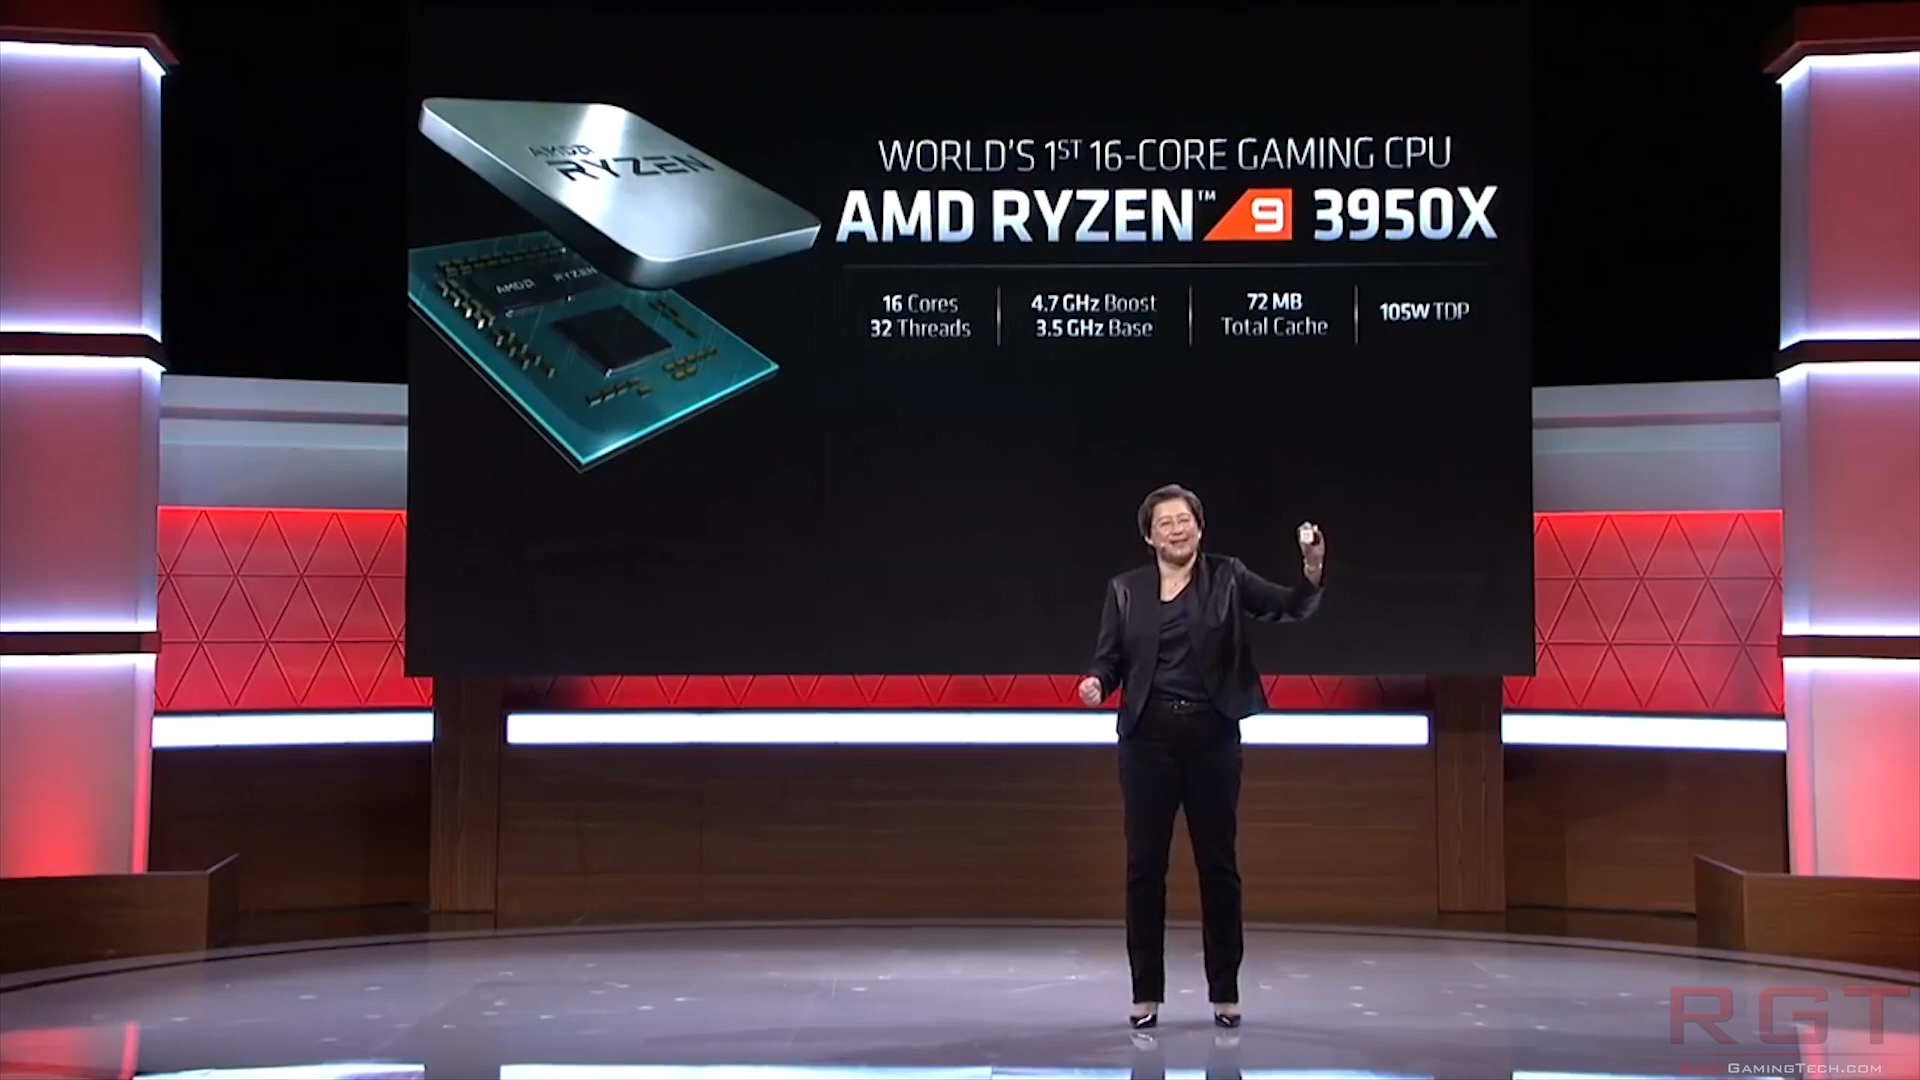 WORLD'S 1ST 16-CORE GAMING CPU
AMD RYZEN™ 9 3950X
16 Cores
32 Threads
4.7 GHz Boost
3.5 GHz Base
72 MB
Total Cache
105W TDP
AMD
RYZEN
AMD RYZEN
RGT
REDGAMINGTECH.COM